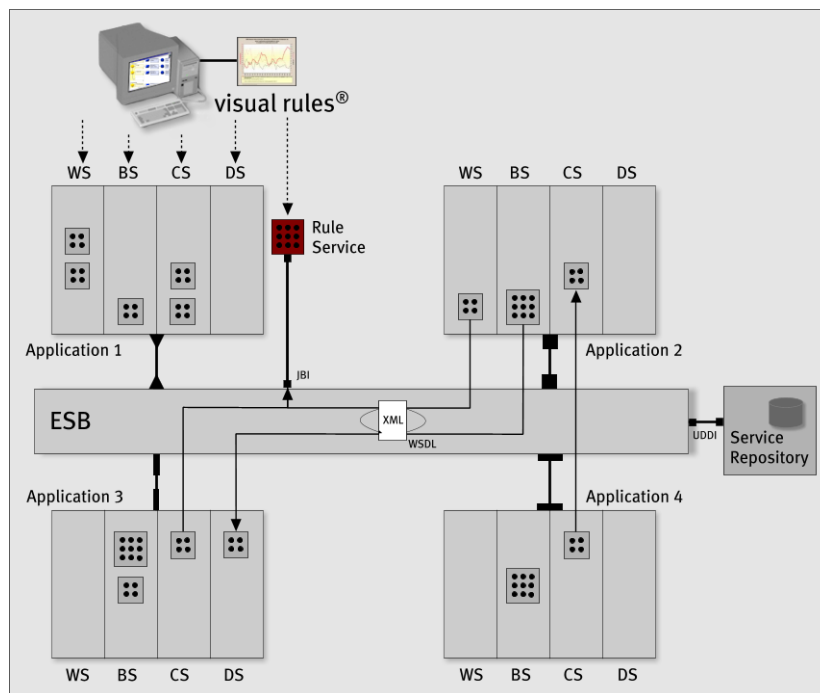 visual rules®
WS BS CS DS
WS BS CS DS
Rule
Service
Application 1
Application 2
JBI
ESB
XML
WSDL
UDDI
Service
Repository
Application 3
Application 4
WS BS CS DS
WS BS CS DS